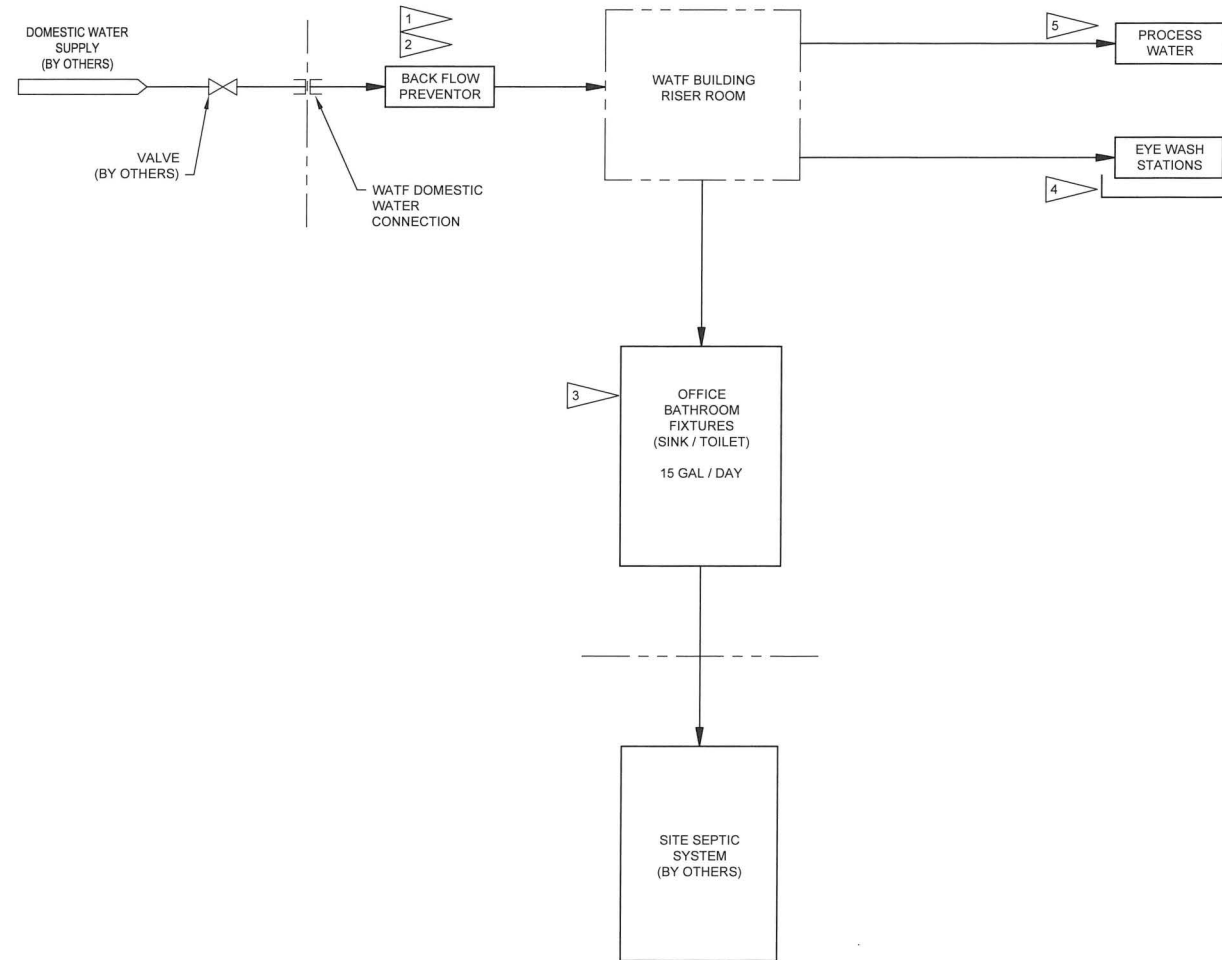 DOMESTIC WATER
SUPPLY
(BY OTHERS)
VALVE
(BY OTHERS)
WATF DOMESTIC
WATER
CONNECTION
1
2
BACK FLOW
PREVENTOR
WATF BUILDING
RISER ROOM
5
PROCESS
WATER
EYE WASH
STATIONS
4
3
OFFICE
BATHROOM
FIXTURES
(SINK / TOILET)
15 GAL / DAY
SITE SEPTIC
SYSTEM
(BY OTHERS)